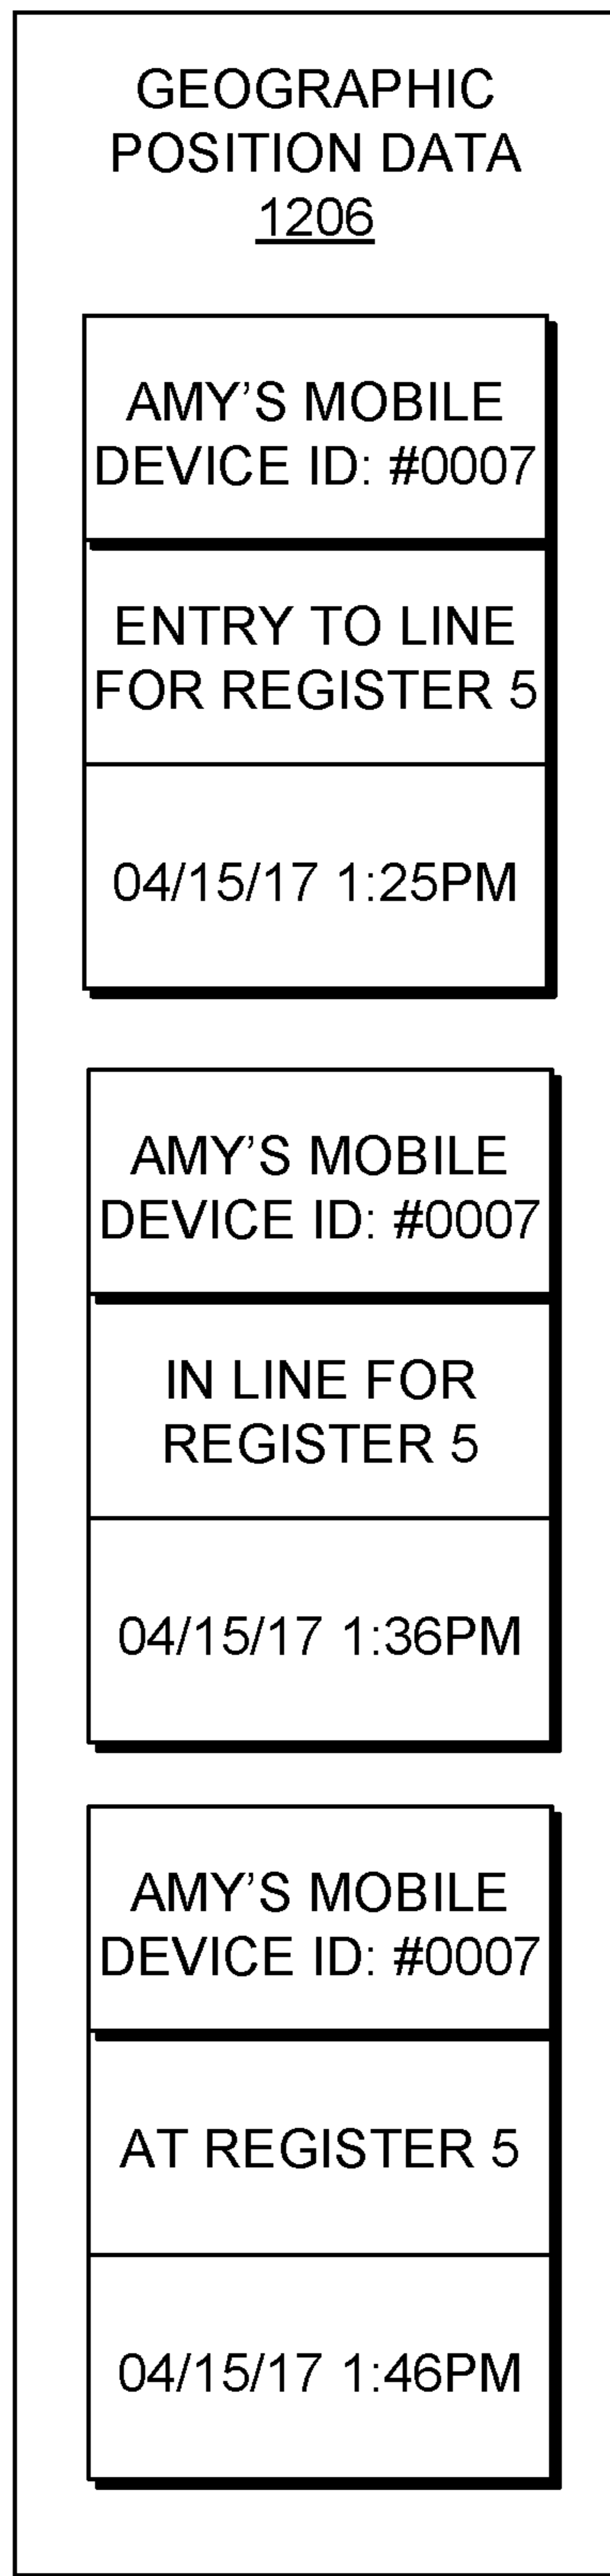 GEOGRAPHIC
POSITION DATA
1206
AMY'S MOBILE
DEVICE ID: #0007
ENTRY TO LINE
FOR REGISTER 5
04/15/17 1:25PM
AMY'S MOBILE
DEVICE ID: #0007
IN LINE FOR
REGISTER 5
04/15/17 1:36PM
AMY'S MOBILE
DEVICE ID: #0007
AT REGISTER 5
04/15/17 1:46PM